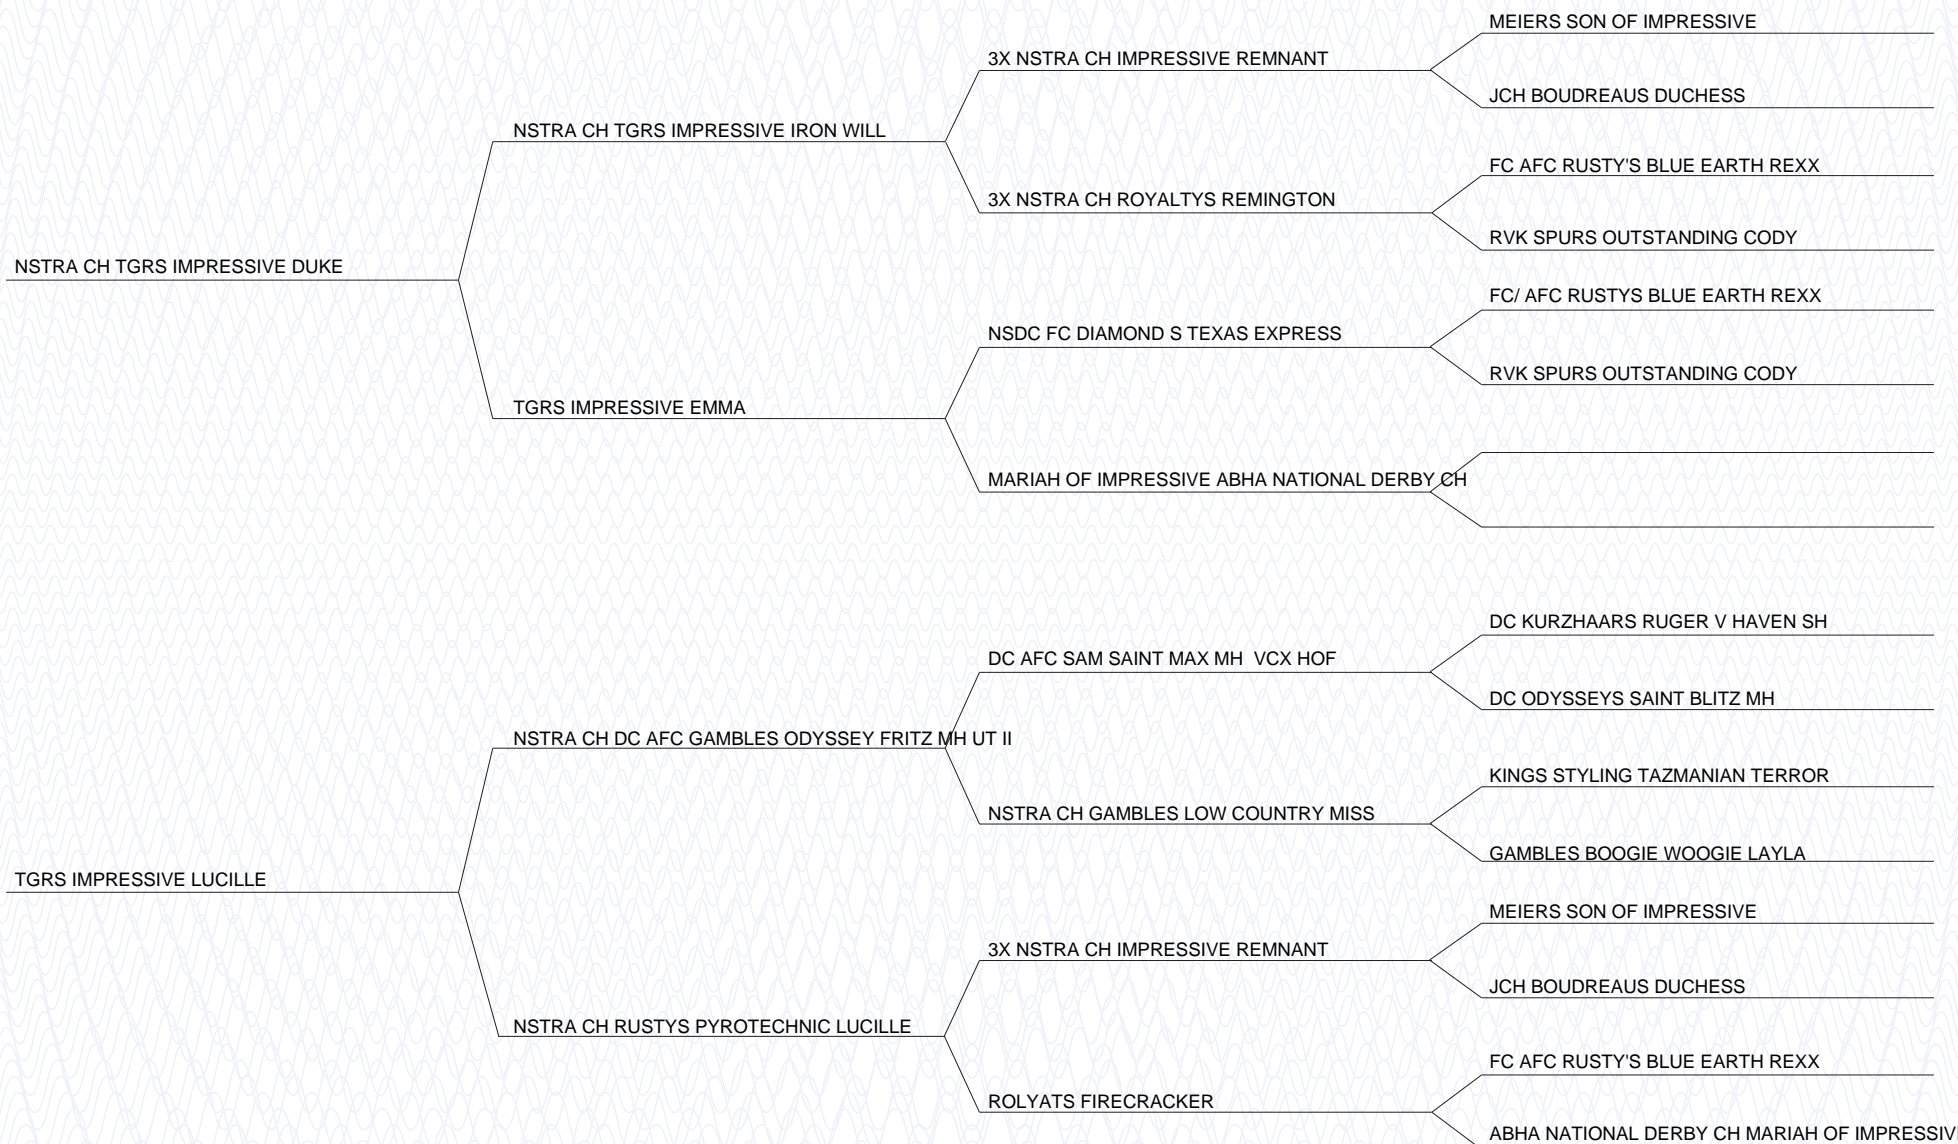 MEIERS SON OF IMPRESSIVE
3X NSTRA CH IMPRESSIVE REMNANT
JCH BOUDREAUS DUCHESS
NSTRA CH TGRS IMPRESSIVE IRON WILL
FC AFC RUSTY'S BLUE EARTH REXX
3X NSTRA CH ROYALTYS REMINGTON
RVK SPURS OUTSTANDING CODY
NSTRA CH TGRS IMPRESSIVE DUKE
FC/ AFC RUSTYS BLUE EARTH REXX
NSDC FC DIAMOND S TEXAS EXPRESS
RVK SPURS OUTSTANDING CODY
TGRS IMPRESSIVE EMMA
MARIAH OF IMPRESSIVE ABHA NATIONAL DERBY CH
DC KURZHAARS RUGER V HAVEN SH
DC AFC SAM SAINT MAX MH  VCX HOF
DC ODYSSEYS SAINT BLITZ MH
NSTRA CH DC AFC GAMBLES ODYSSEY FRITZ MH UT II
KINGS STYLING TAZMANIAN TERROR
NSTRA CH GAMBLES LOW COUNTRY MISS
GAMBLES BOOGIE WOOGIE LAYLA
TGRS IMPRESSIVE LUCILLE
MEIERS SON OF IMPRESSIVE
3X NSTRA CH IMPRESSIVE REMNANT
JCH BOUDREAUS DUCHESS
NSTRA CH RUSTYS PYROTECHNIC LUCILLE
FC AFC RUSTY'S BLUE EARTH REXX
ROLYATS FIRECRACKER
ABHA NATIONAL DERBY CH MARIAH OF IMPRESSIV